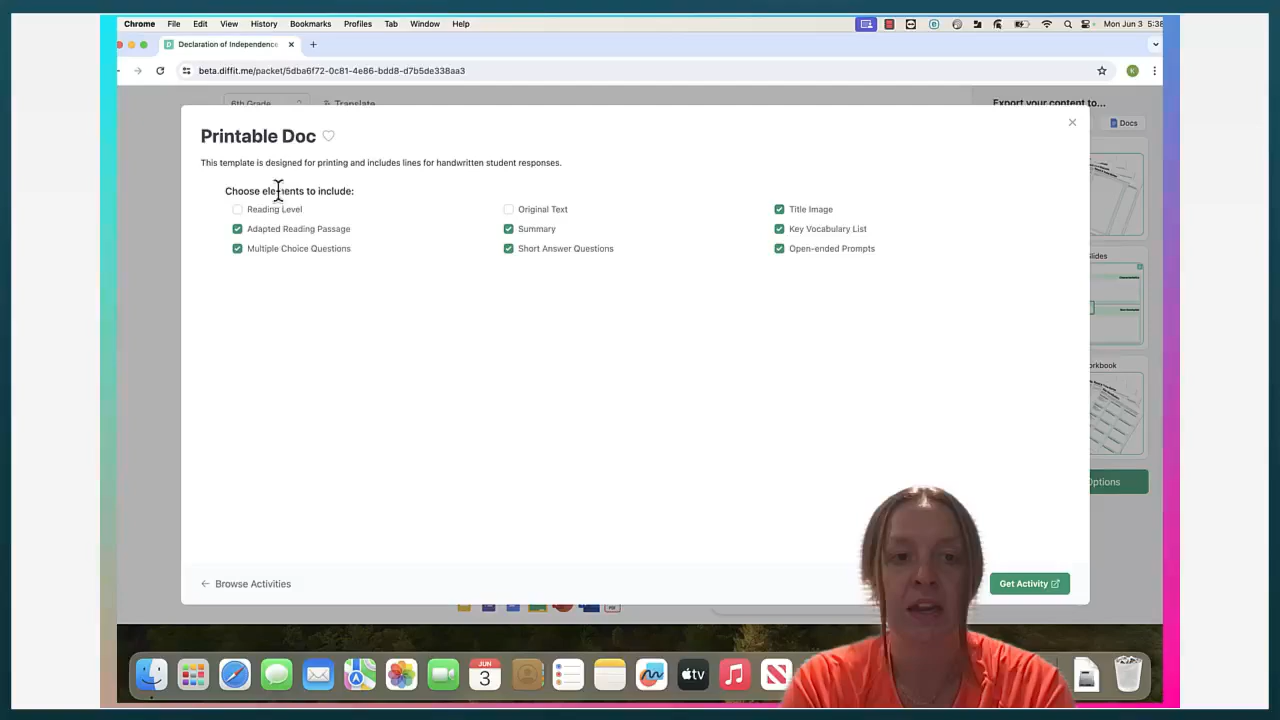 Chrome File Edit View History Bookmarks Profiles Tab Window Help Mon Jun 3 5:38
Declaration of Independence
beta.diffit.me/packet/5dba6f72-0c81-4e86-bdd8-d7b5de338aa3
6th Grade Translate Export your content to...
Docs
Printable Doc
This template is designed for printing and includes lines for handwritten student responses.
Choose elements to include:
Reading Level Original Text Title Image
Adapted Reading Passage Summary Key Vocabulary List
Multiple Choice Questions Short Answer Questions Open-ended Prompts
Browse Activities Get Activity
JUN
3